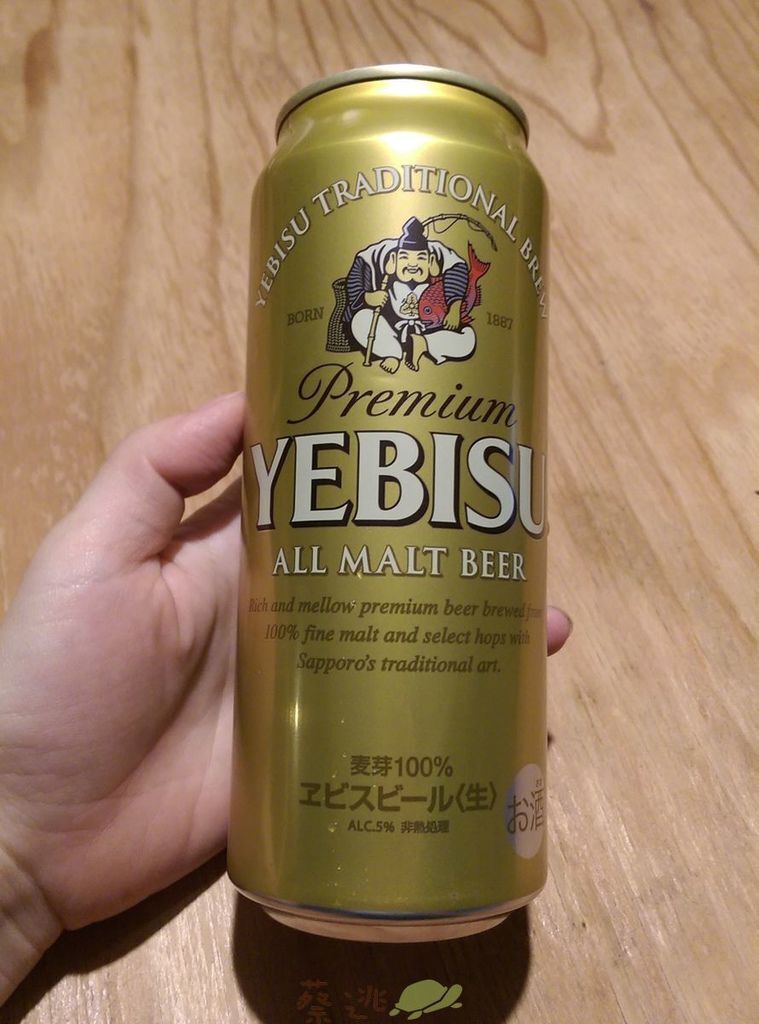 YEBISU TRADITIONAL BREW
BORN 1887
Premium
YEBISU
ALL MALT BEER
Rich and mellow premium beer brewed from
100% fine malt and select hops with
Sapporo's traditional art.
麦芽100%
ヱビスビール〈生〉
ALC.5% 非熱処理
お酒
蔡逃